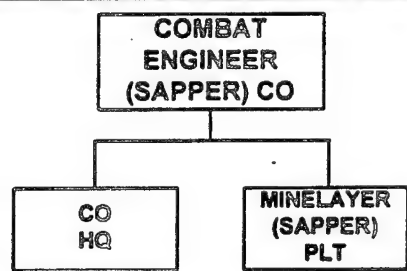 COMBAT
ENGINEER
(SAPPER) CO
CO
HQ
MINELAYER
(SAPPER)
PLT